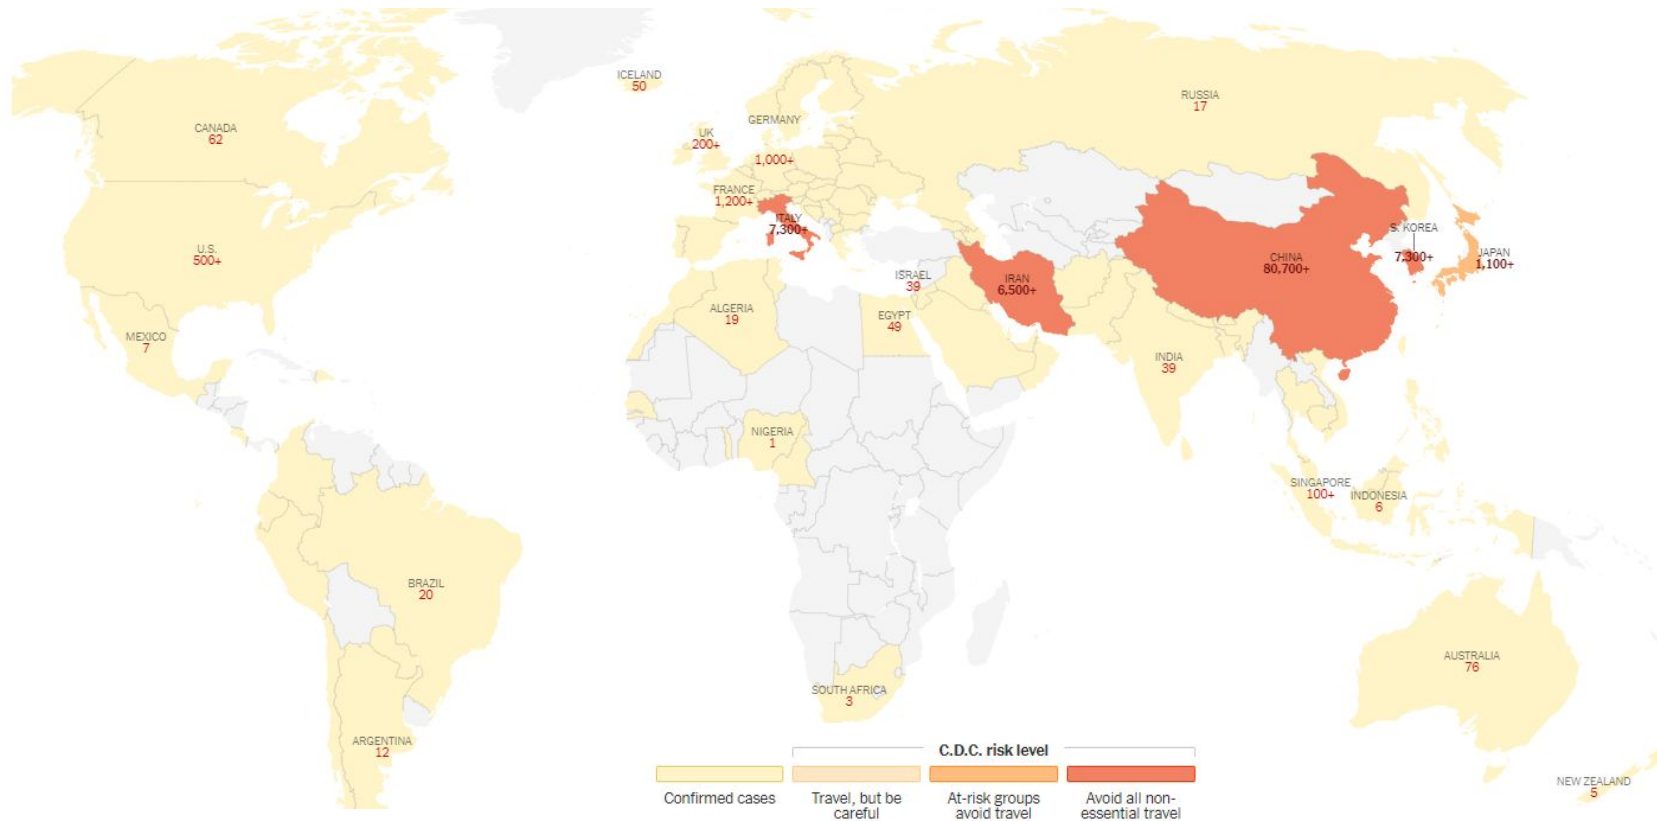 ICELAND
50
RUSSIA
17
CANADA
62
GERMANY
1,000+
UK
200+
FRANCE
1,200+
ITALY
7,300+
S. KOREA
7,300+
JAPAN
1,100+
U.S.
500+
CHINA
80,700+
ISRAEL
39
IRAN
6,500+
ALGERIA
19
EGYPT
49
MEXICO
7
INDIA
39
NIGERIA
1
SINGAPORE
100+
INDONESIA
6
BRAZIL
20
AUSTRALIA
76
SOUTH AFRICA
3
ARGENTINA
12
NEW ZEALAND
5
C.D.C. risk level
Confirmed cases
Travel, but be
careful
At-risk groups
avoid travel
Avoid all non-
essential travel